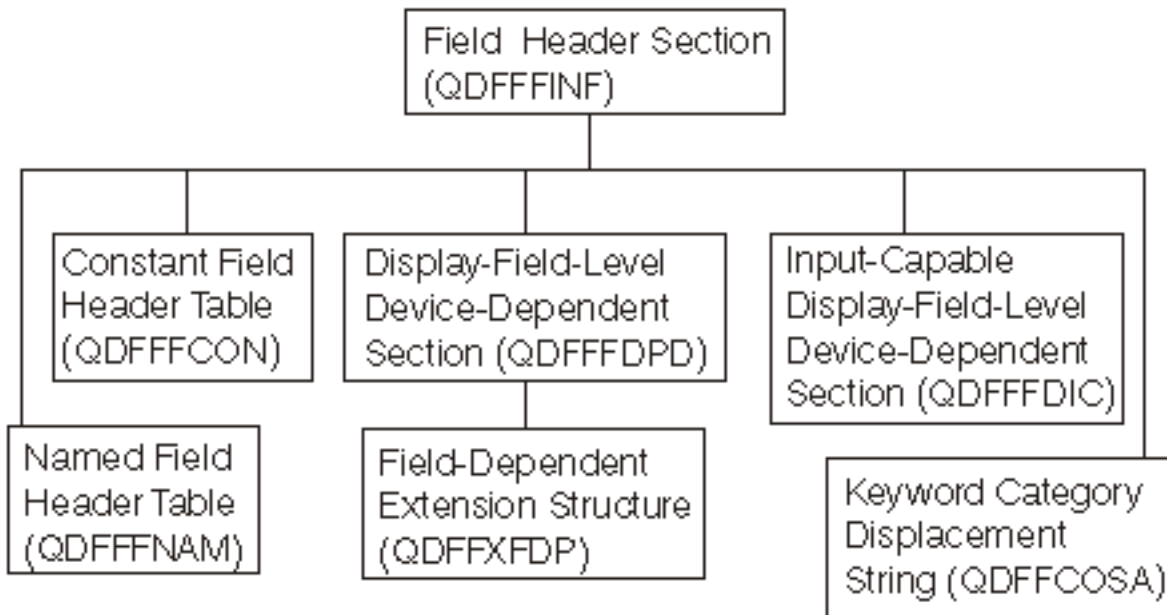 Field Header Section
(QDFFFINF)
Constant Field
Header Table
(QDFFFCON)
Display-Field-Level
Device-Dependent
Section (QDFFFDPD)
Input-Capable
Display-Field-Level
Device-Dependent
Section (QDFFFDIC)
Named Field
Header Table
(QDFFFNAM)
Field-Dependent
Extension Structure
(QDFFXFDP)
Keyword Category
Displacement
String (QDFFCOSA)